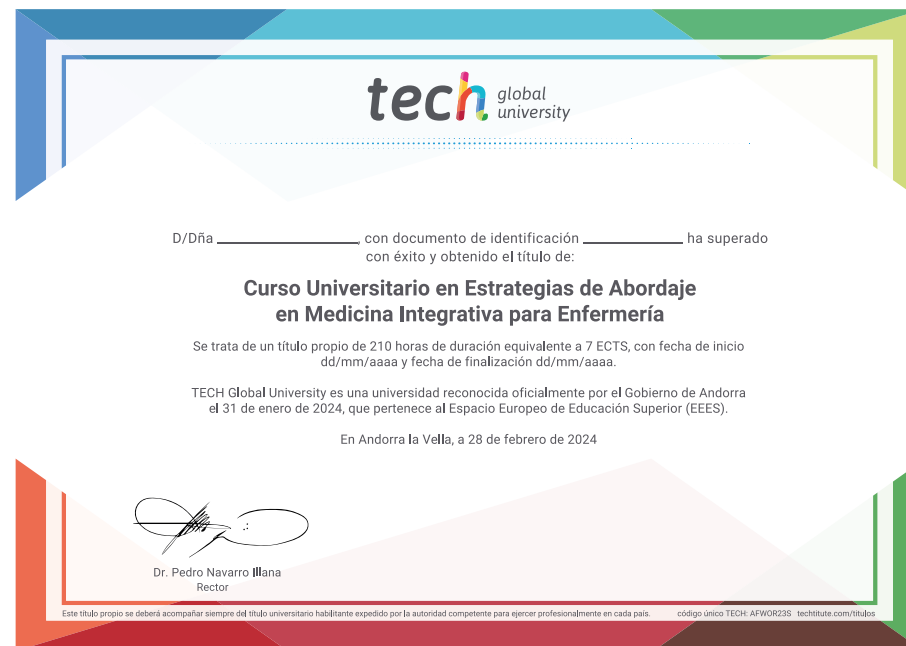 tech global university
D/Dña ____________________, con documento de identificación ______________ ha superado
con éxito y obtenido el título de:
Curso Universitario en Estrategias de Abordaje
en Medicina Integrativa para Enfermería
Se trata de un título propio de 210 horas de duración equivalente a 7 ECTS, con fecha de inicio
dd/mm/aaaa y fecha de finalización dd/mm/aaaa.
TECH Global University es una universidad reconocida oficialmente por el Gobierno de Andorra
el 31 de enero de 2024, que pertenece al Espacio Europeo de Educación Superior (EEES).
En Andorra la Vella, a 28 de febrero de 2024
Dr. Pedro Navarro Illana
Rector
Este título propio se deberá acompañar siempre del título universitario habilitante expedido por la autoridad competente para ejercer profesionalmente en cada país. código único TECH: AFWOR23S techtitute.com/titulos